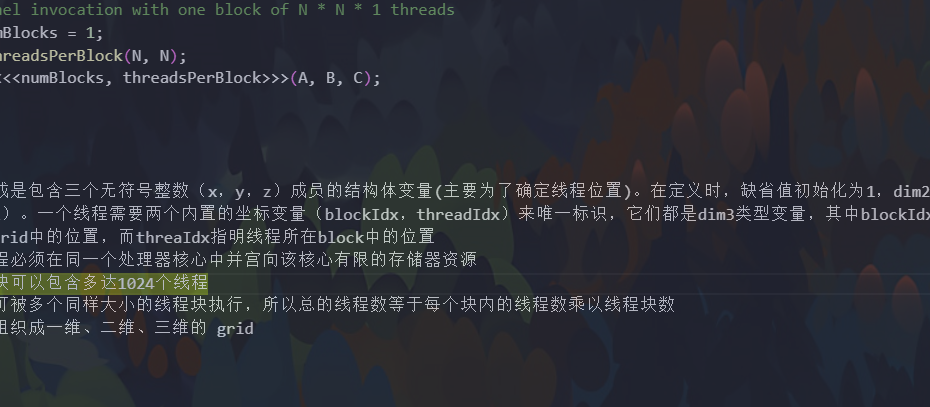 nel invocation with one block of N * N * 1 threads
mBlocks = 1;
hreadsPerBlock(N, N);
<<numBlocks, threadsPerBlock>>>(A, B, C);
或是包含三个无符号整数（x，y，z）成员的结构体变量(主要为了确定线程位置)。在定义时，缺省值初始化为1，dim2
）。一个线程需要两个内置的坐标变量（blockIdx，threadIdx）来唯一标识，它们都是dim3类型变量，其中blockIdx
rid中的位置，而threaIdx指明线程所在block中的位置
程必须在同一个处理器核心中并宫向该核心有限的存储器资源
块可以包含多达1024个线程
可被多个同样大小的线程块执行，所以总的线程数等于每个块内的线程数乘以线程块数
组织成一维、二维、三维的 grid